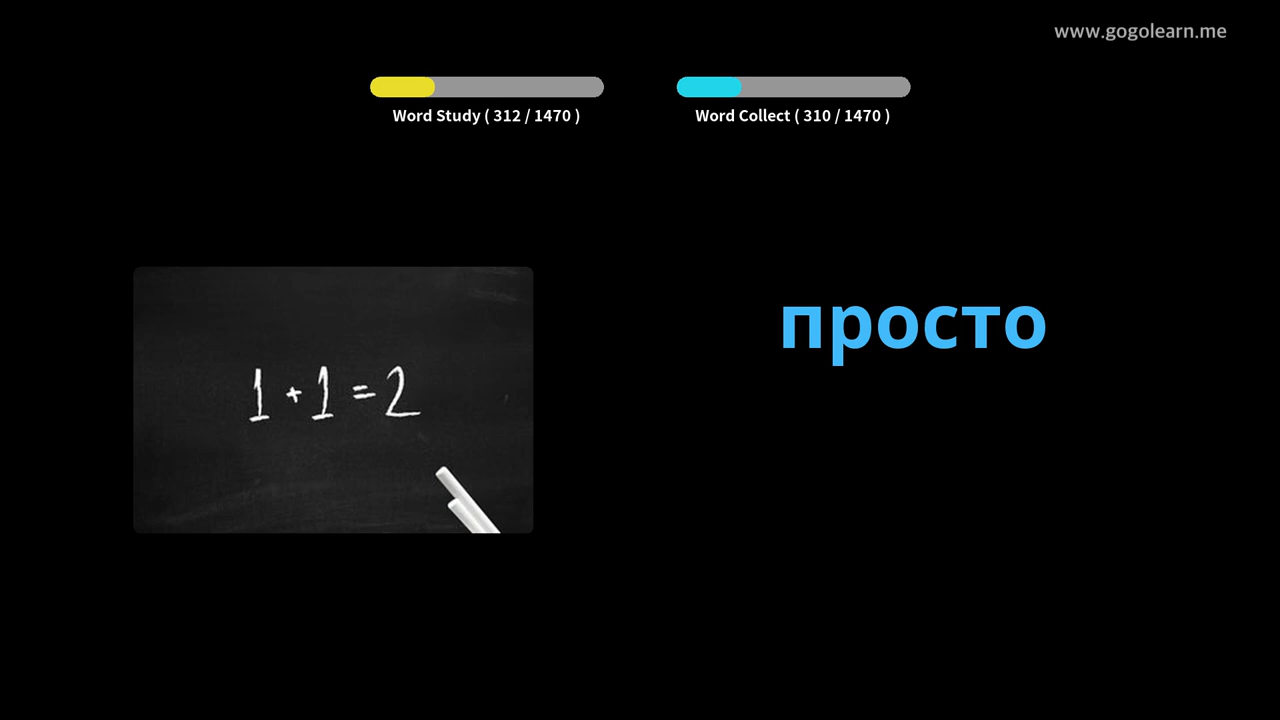 www.gogolearn.me
Word Study ( 312 / 1470 )
Word Collect ( 310 / 1470 )
просто
1 + 1 = 2